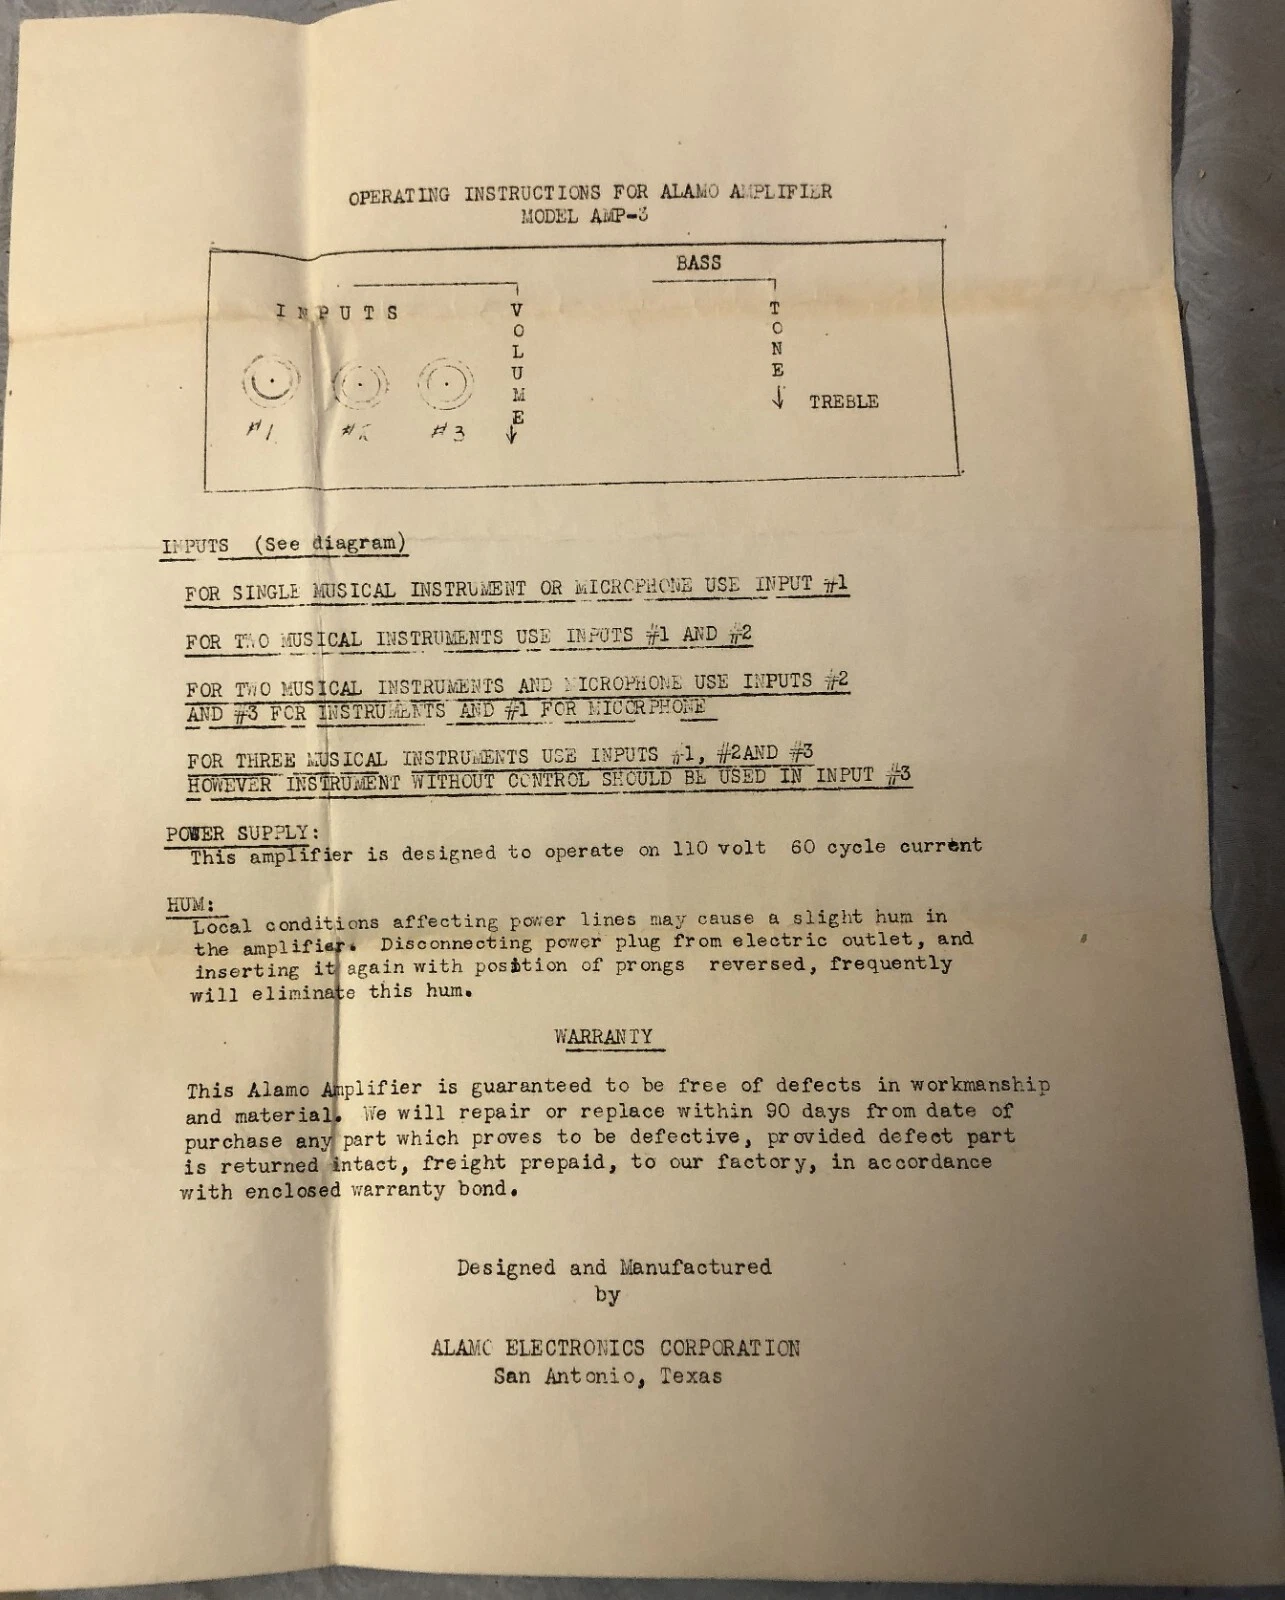 OPERATING INSTRUCTIONS FOR ALAMO AMPLIFIER
MODEL AMP-3
BASS
INPUTS
VOLUME
TONE
TREBLE
#1 #2 #3
INPUTS (See diagram)
FOR SINGLE MUSICAL INSTRUMENT OR MICROPHONE USE INPUT #1
FOR TWO MUSICAL INSTRUMENTS USE INPUTS #1 AND #2
FOR TWO MUSICAL INSTRUMENTS AND MICROPHONE USE INPUTS #2
AND #3 FOR INSTRUMENTS AND #1 FOR MICORPHONE
FOR THREE MUSICAL INSTRUMENTS USE INPUTS #1, #2AND #3
HOWEVER INSTRUMENT WITHOUT CONTROL SHOULD BE USED IN INPUT #3
POWER SUPPLY:
This amplifier is designed to operate on 110 volt 60 cycle current
HUM:
Local conditions affecting power lines may cause a slight hum in
the amplifier. Disconnecting power plug from electric outlet, and
inserting it again with position of prongs reversed, frequently
will eliminate this hum.
WARRANTY
This Alamo Amplifier is guaranteed to be free of defects in workmanship
and material. We will repair or replace within 90 days from date of
purchase any part which proves to be defective, provided defect part
is returned intact, freight prepaid, to our factory, in accordance
with enclosed warranty bond.
Designed and Manufactured
by
ALAMO ELECTRONICS CORPORATION
San Antonio, Texas